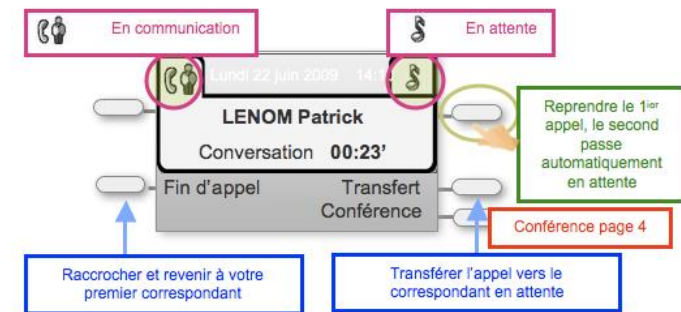 En communication
En attente
Lundi 22 juin 2009 14:1
LENOM Patrick
Conversation 00:23’
Fin d’appel
Transfert
Conférence
Reprendre le 1ier
appel, le second
passe
automatiquement
en attente
Conférence page 4
Raccrocher et revenir à votre
premier correspondant
Transférer l’appel vers le
correspondant en attente